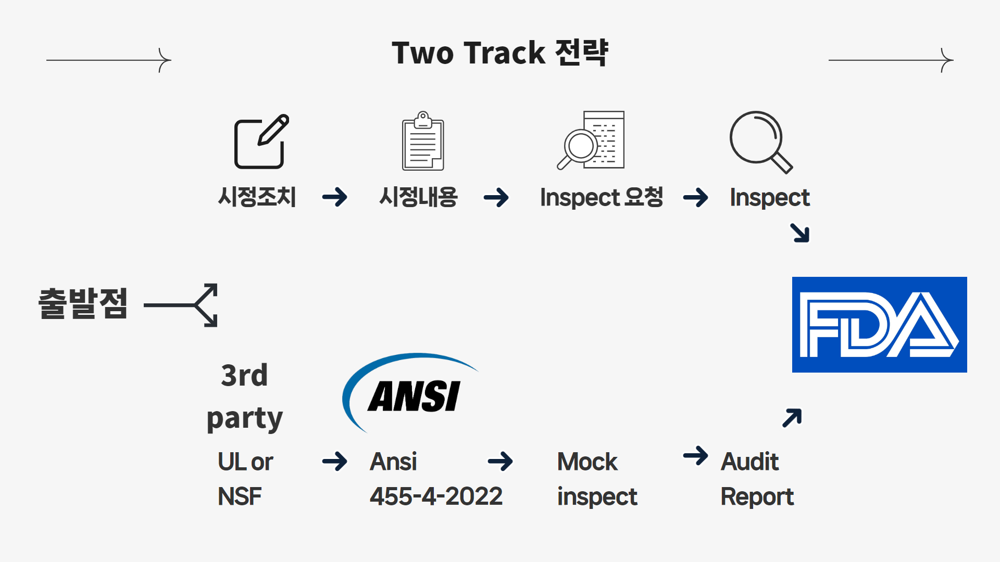 Two Track 전략
시정조치
시정내용
Inspect 요청
Inspect
출발점
FDA
3rd
party
ANSI
UL or
NSF
Ansi
455-4-2022
Mock
inspect
Audit
Report